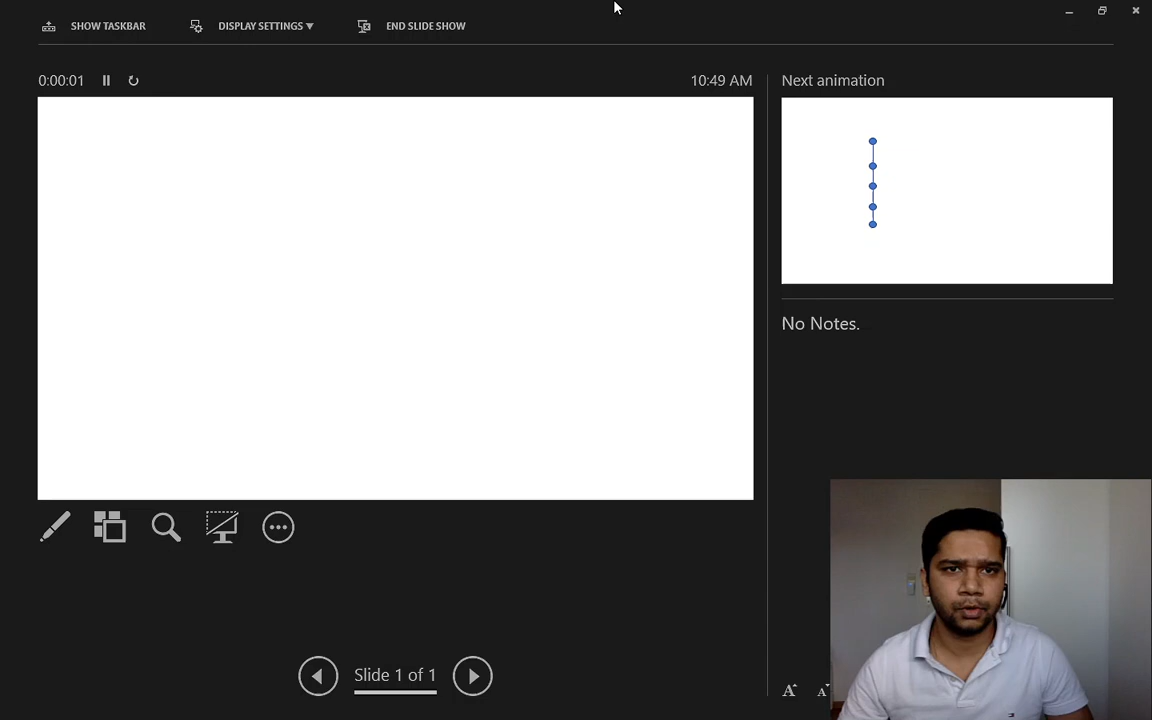 SHOW TASKBAR
DISPLAY SETTINGS ▼
END SLIDE SHOW
0:00:01
10:49 AM
Next animation
No Notes.
Slide 1 of 1
A
A